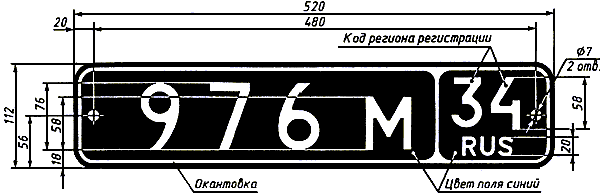 520
480
20
Код региона регистрации
φ7
2 отв.
112
76
58
56
18
976 М
34
RUS
58
20
Окантовка
Цвет поля синий